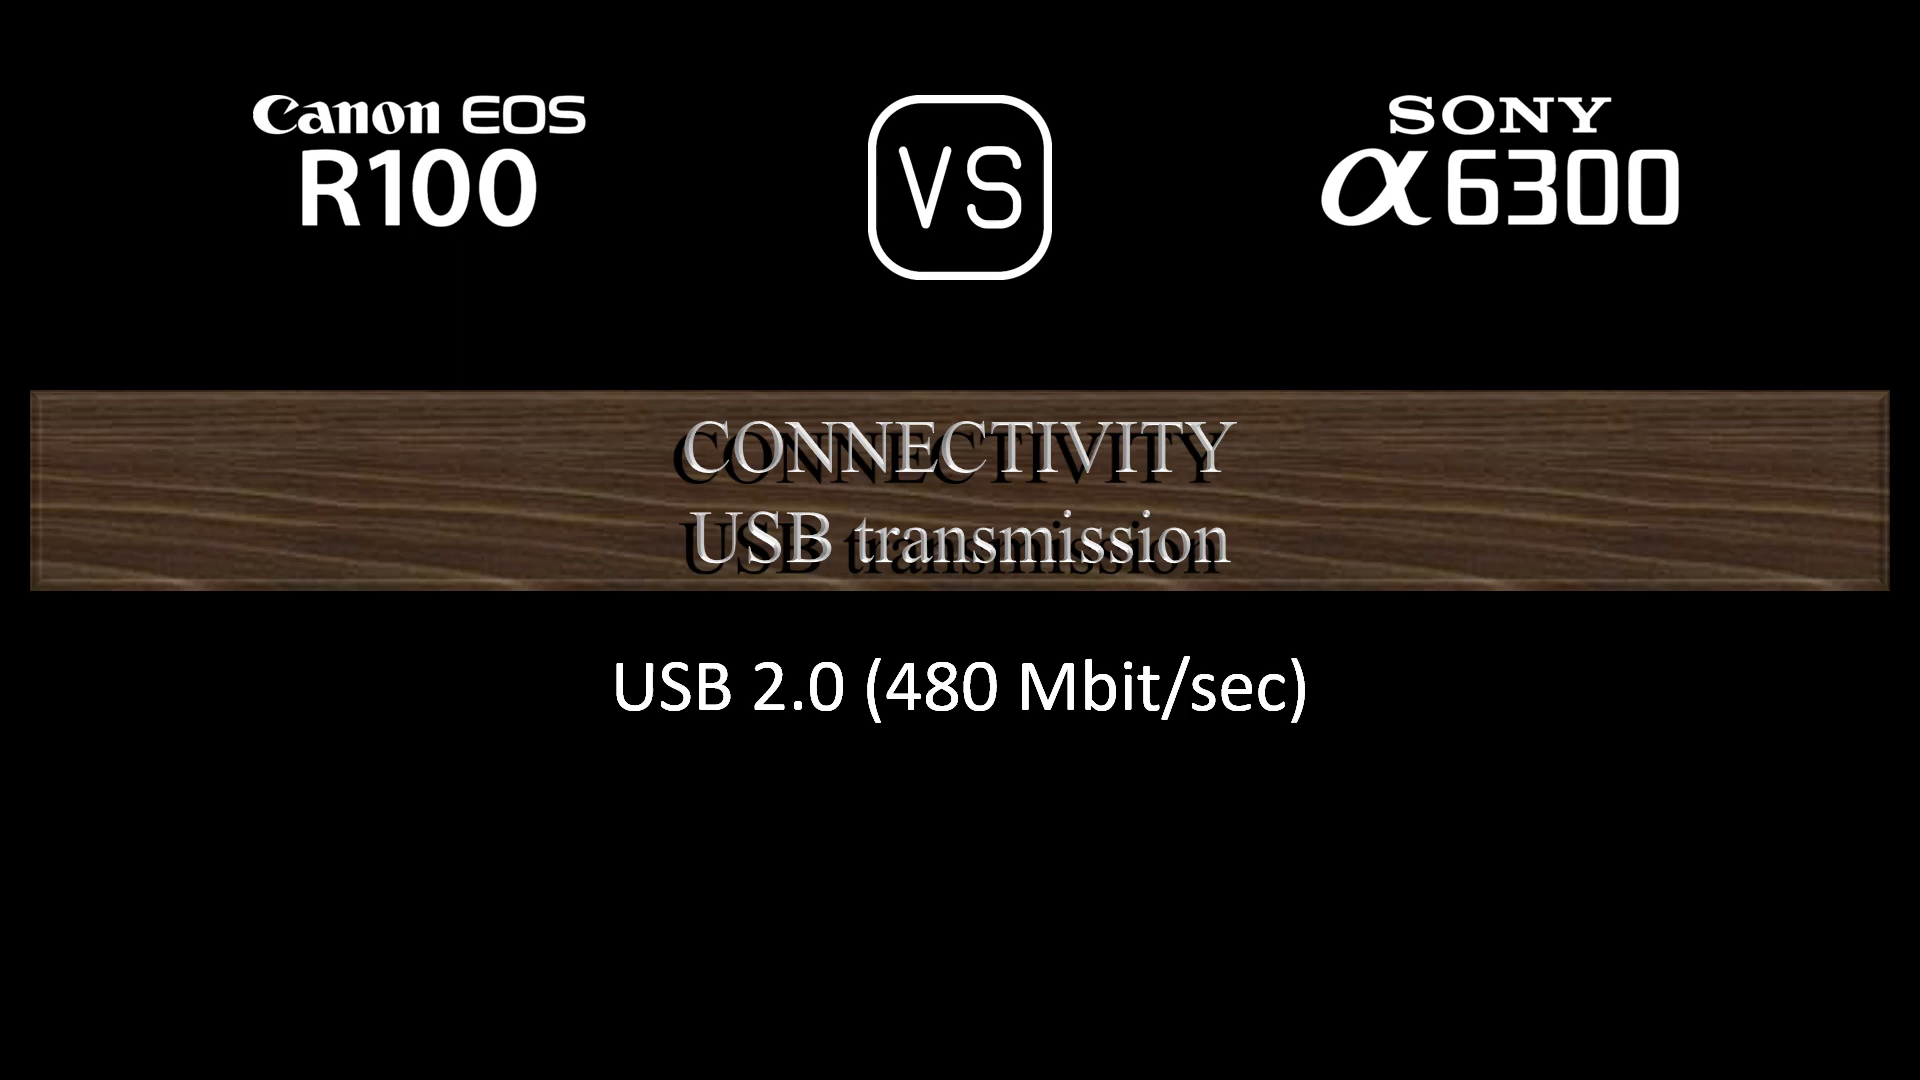 Canon EOS
R100
VS
SONY
α6300
CONNECTIVITY
USB transmission
USB 2.0 (480 Mbit/sec)